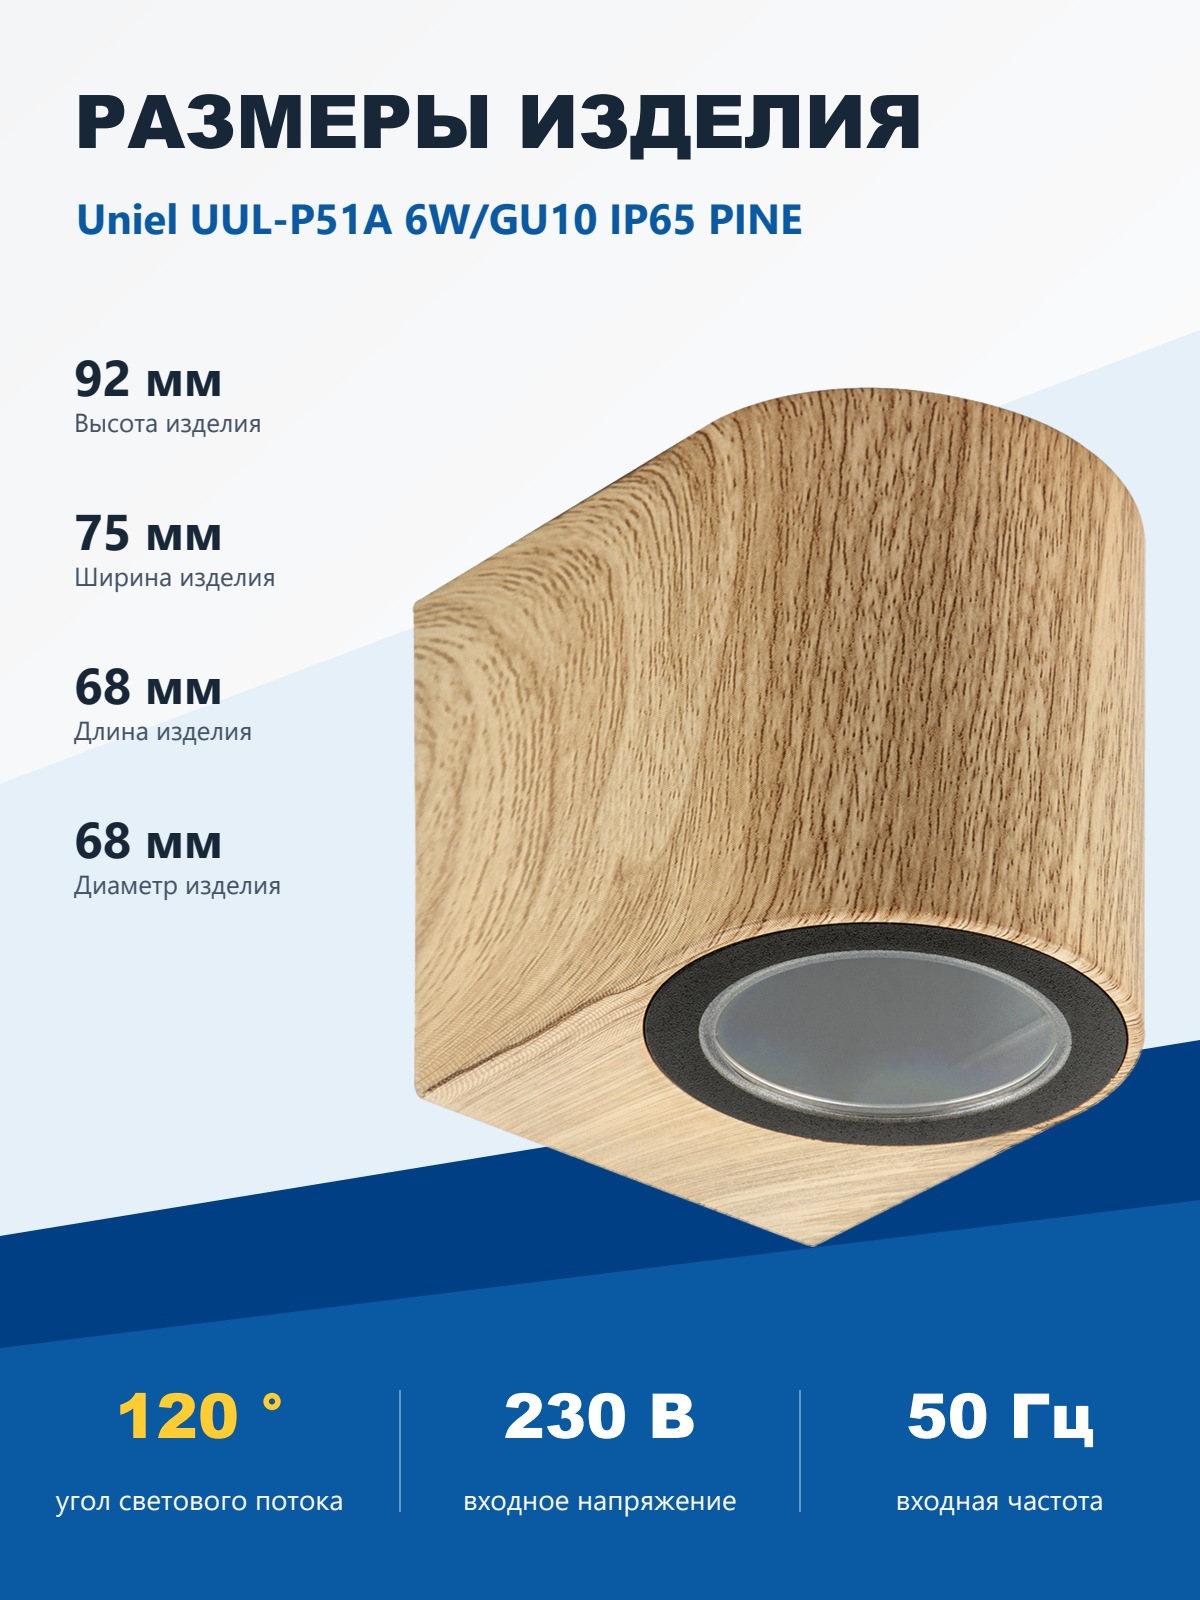 РАЗМЕРЫ ИЗДЕЛИЯ
Uniel UUL-P51A 6W/GU10 IP65 PINE
92 мм
Высота изделия
75 мм
Ширина изделия
68 мм
Длина изделия
68 мм
Диаметр изделия
120 °
угол светового потока
230 В
входное напряжение
50 Гц
входная частота